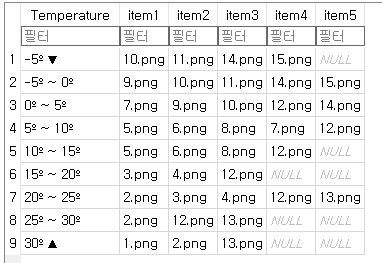 Temperature item1 item2 item3 item4 item5
필터 필터 필터 필터 필터 필터
1 -5º ▼ 10.png 11.png 14.png 15.png NULL
2 -5º ~ 0º 9.png 10.png 11.png 14.png 15.png
3 0º ~ 5º 7.png 9.png 10.png 12.png 14.png
4 5º ~ 10º 5.png 6.png 8.png 7.png 12.png
5 10º ~ 15º 5.png 6.png 8.png 12.png NULL
6 15º ~ 20º 3.png 4.png 12.png NULL NULL
7 20º ~ 25º 2.png 3.png 4.png 12.png 13.png
8 25º ~ 30º 2.png 12.png 13.png NULL NULL
9 30º ▲ 1.png 2.png 13.png NULL NULL